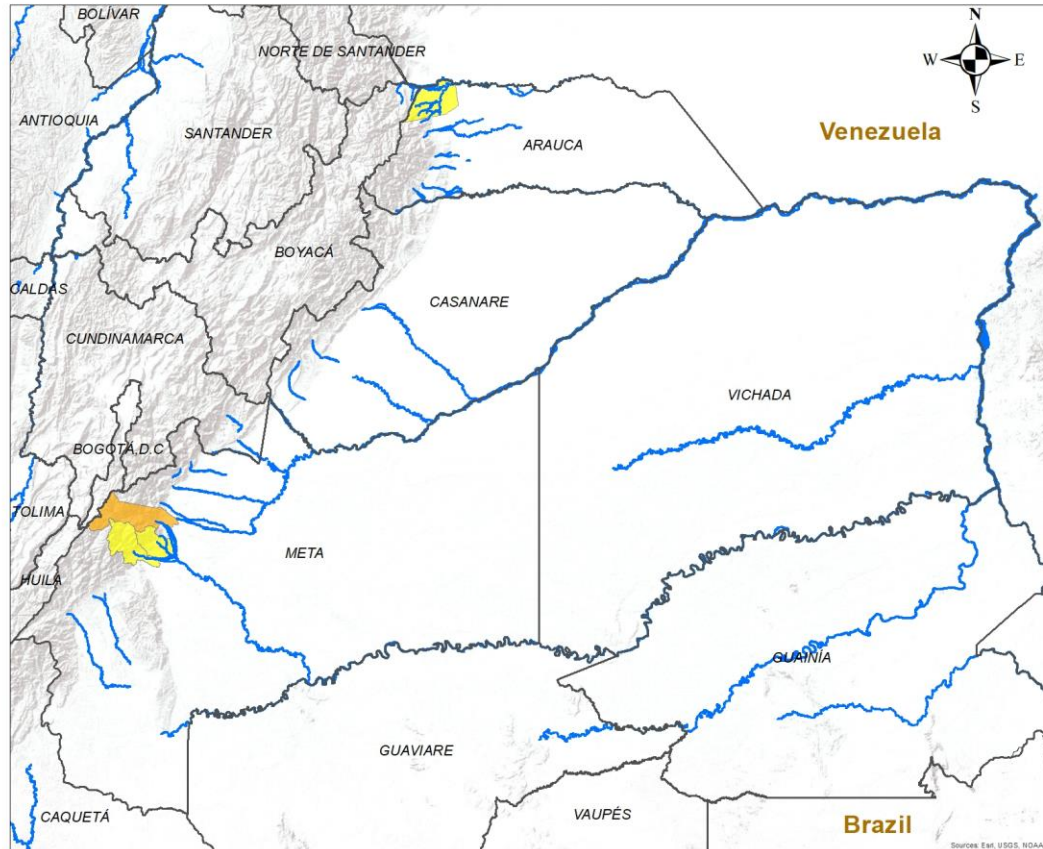 BOLÍVAR
N
NORTE DE SANTANDER
W
E
S
ANTIOQUIA
SANTANDER
Venezuela
ARAUCA
BOYACÁ
CALDAS
CASANARE
CUNDINAMARCA
VICHADA
BOGOTÁ,D.C
TOLIMA
META
HUILA
GUAINÍA
GUAVIARE
CAQUETÁ
VAUPÉS
Brazil
Sources: Esri, USGS, NOAA